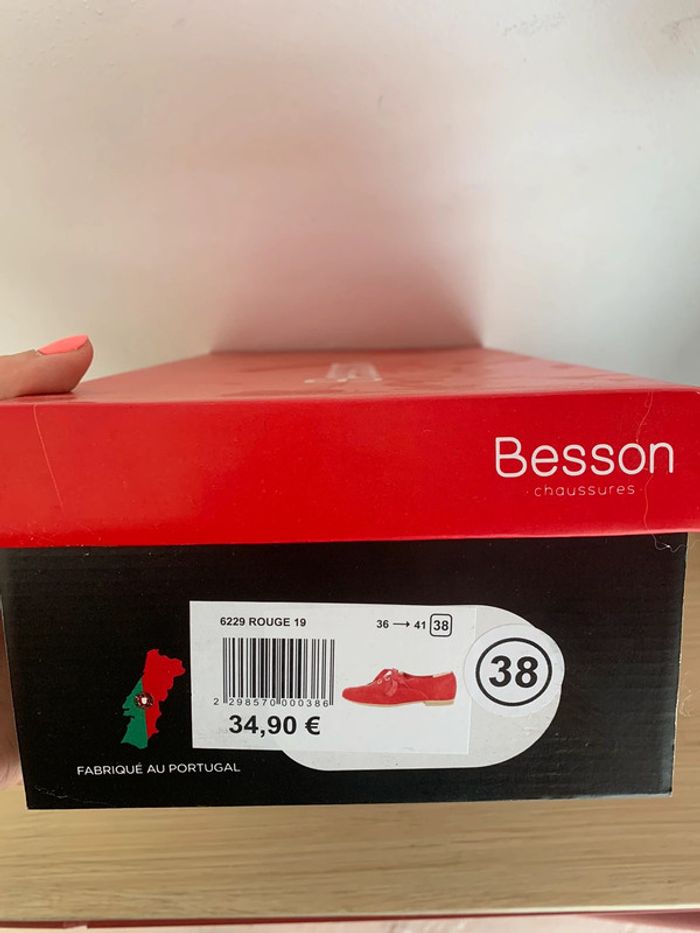 Besson
· chaussures ·
6229 ROUGE 19
36 → 41 38
38
2 298570 000386
34,90 €
FABRIQUÉ AU PORTUGAL